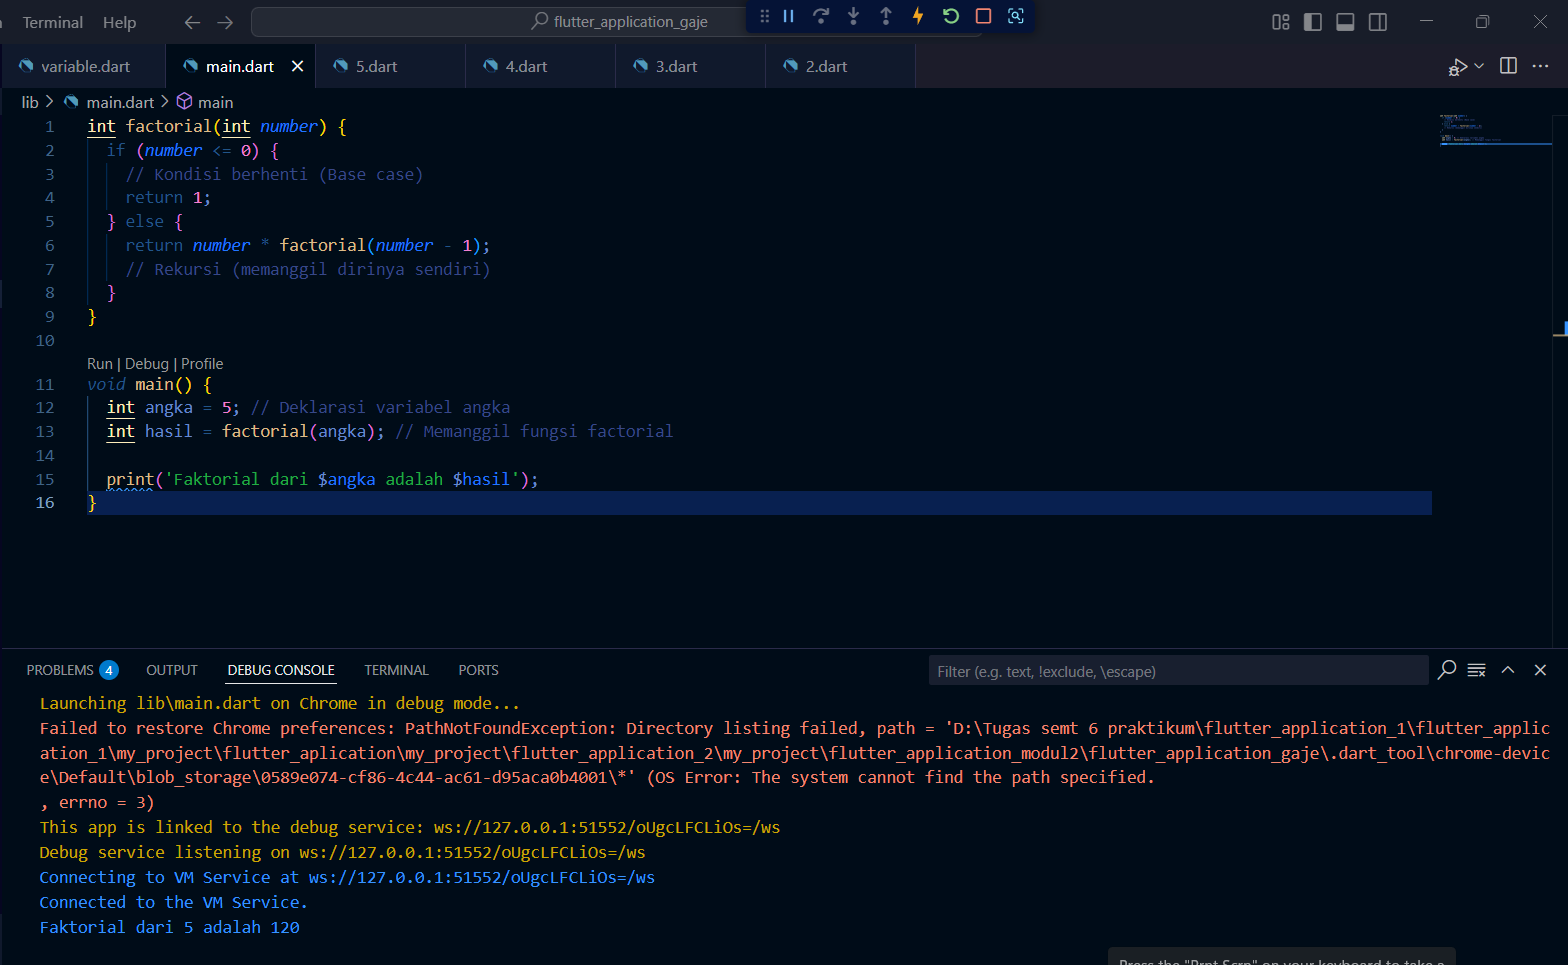 Terminal Help flutter_application_gaje
variable.dart main.dart 5.dart 4.dart 3.dart 2.dart
lib > main.dart > main
1 int factorial(int number) {
2 if (number <= 0) {
3 // Kondisi berhenti (Base case)
4 return 1;
5 } else {
6 return number * factorial(number - 1);
7 // Rekursi (memanggil dirinya sendiri)
8 }
9 }
10
Run | Debug | Profile
11 void main() {
12 int angka = 5; // Deklarasi variabel angka
13 int hasil = factorial(angka); // Memanggil fungsi factorial
14
15 print('Faktorial dari $angka adalah $hasil');
16 }
PROBLEMS 4 OUTPUT DEBUG CONSOLE TERMINAL PORTS Filter (e.g. text, !exclude, \escape)
Launching lib\main.dart on Chrome in debug mode...
Failed to restore Chrome preferences: PathNotFoundException: Directory listing failed, path = 'D:\Tugas semt 6 praktikum\flutter_application_1\flutter_applic
ation_1\my_project\flutter_aplication\my_project\flutter_application_2\my_project\flutter_application_modul2\flutter_application_gaje\.dart_tool\chrome-devic
e\Default\blob_storage\0589e074-cf86-4c44-ac61-d95aca0b4001\*' (OS Error: The system cannot find the path specified.
, errno = 3)
This app is linked to the debug service: ws://127.0.0.1:51552/oUgcLFCLiOs=/ws
Debug service listening on ws://127.0.0.1:51552/oUgcLFCLiOs=/ws
Connecting to VM Service at ws://127.0.0.1:51552/oUgcLFCLiOs=/ws
Connected to the VM Service.
Faktorial dari 5 adalah 120
Press the "Prnt Scrn" on your keyboard to take a